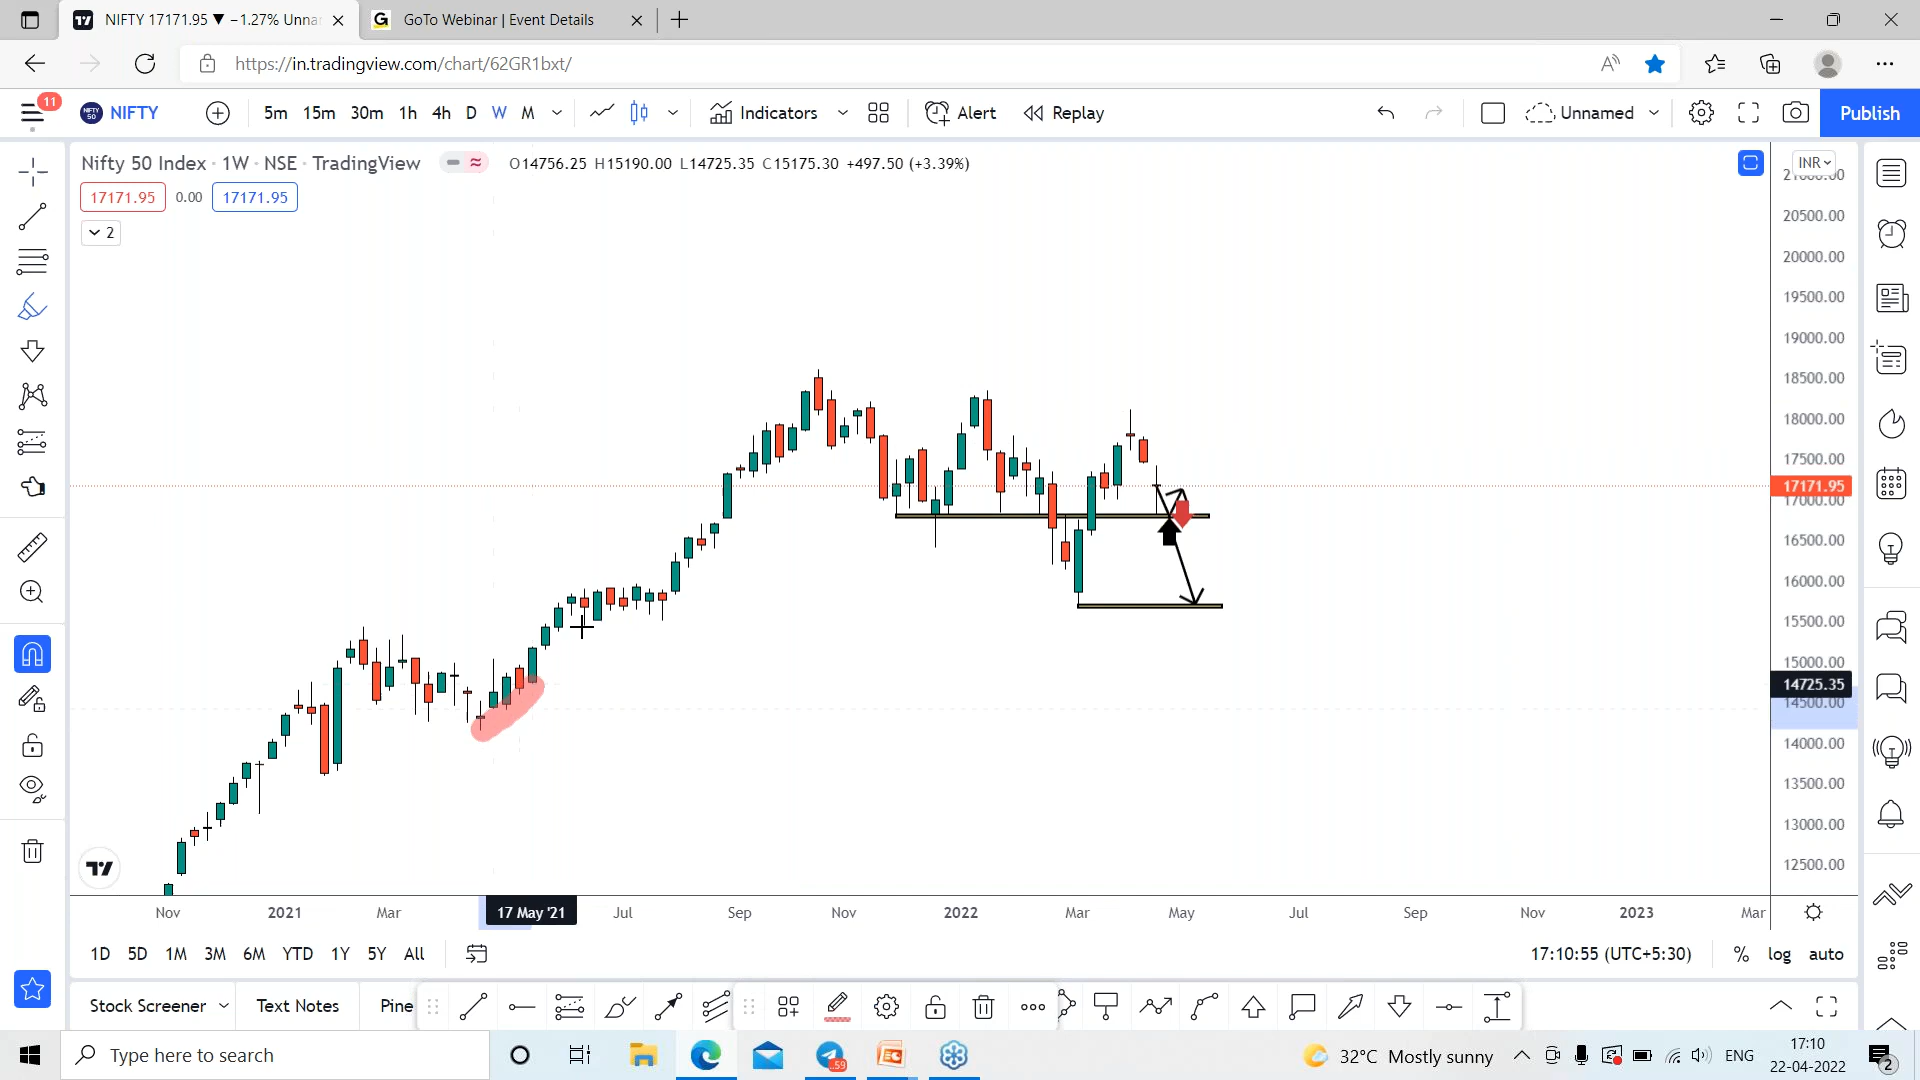 NIFTY 17171.95 ▼ −1.27% Unna
GoTo Webinar | Event Details
https://in.tradingview.com/chart/62GR1bxt/
11
NIFTY 5m 15m 30m 1h 4h D W M Indicators Alert Replay Unnamed Publish
Nifty 50 Index · 1W · NSE · TradingView O14756.25 H15190.00 L14725.35 C15175.30 +497.50 (+3.39%)
INR
17171.95 0.00 17171.95
2
20500.00
20000.00
19500.00
19000.00
18500.00
18000.00
17500.00
17171.95
17000.00
16500.00
16000.00
15500.00
15000.00
14725.35
14500.00
14000.00
13500.00
13000.00
12500.00
Nov 2021 Mar 17 May '21 Jul Sep Nov 2022 Mar May Jul Sep Nov 2023 Mar
1D 5D 1M 3M 6M YTD 1Y 5Y All 17:10:55 (UTC+5:30) % log auto
Stock Screener Text Notes Pine
Type here to search
59
32°C Mostly sunny ENG
17:10
22-04-2022
2